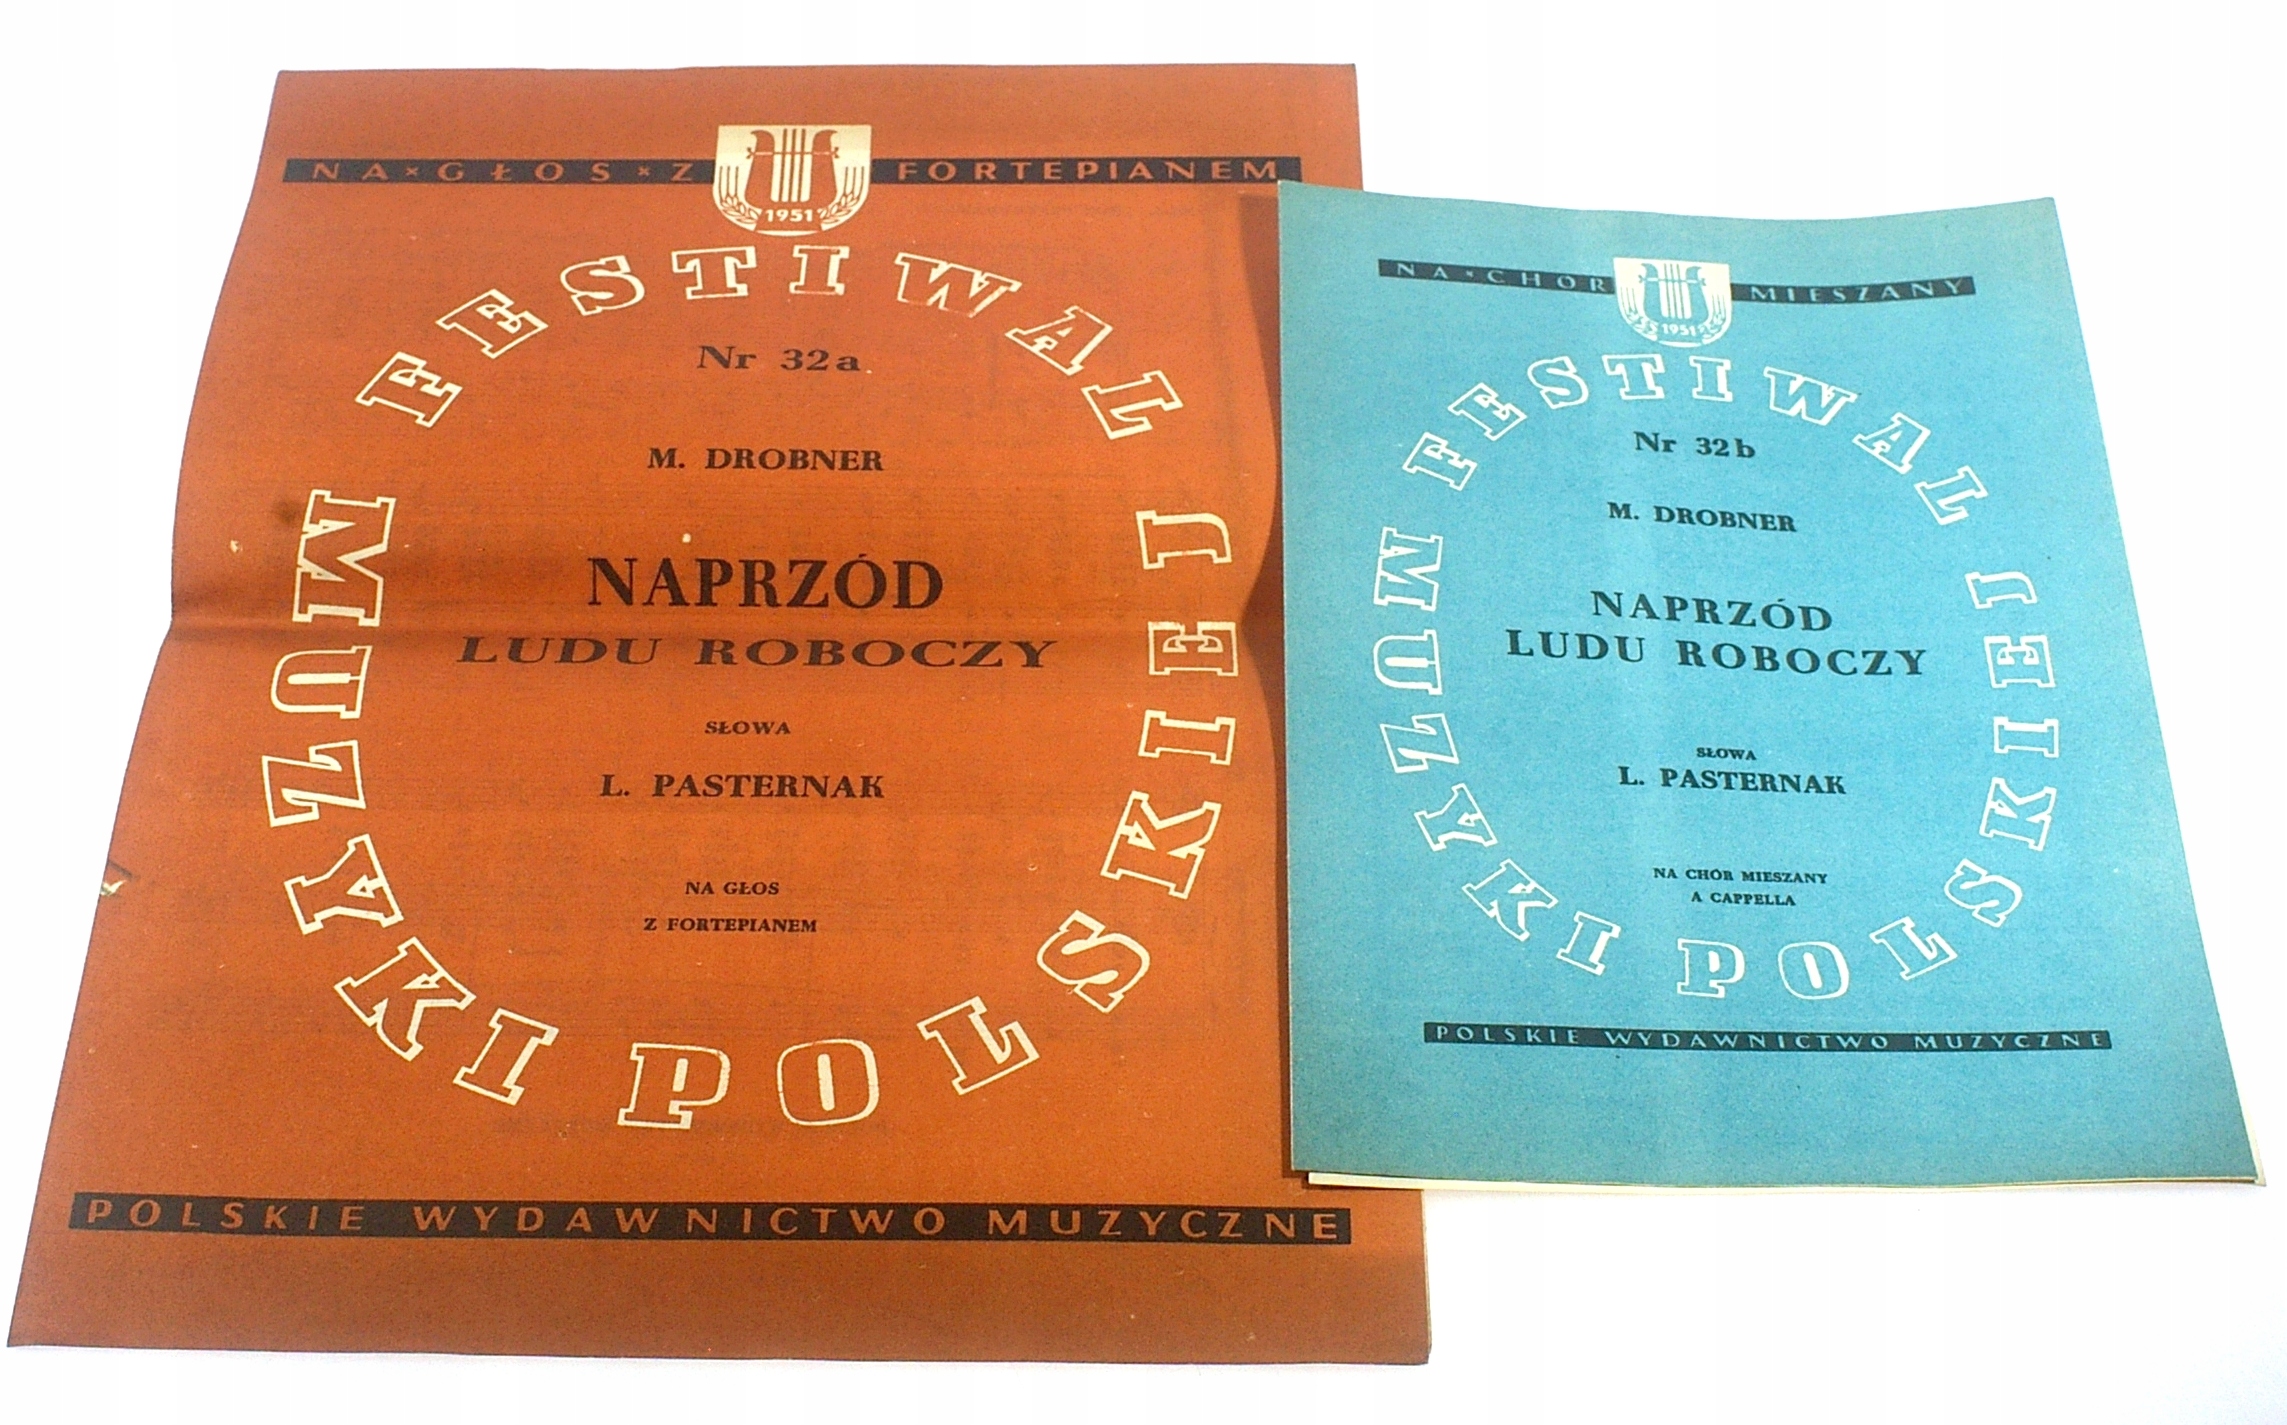 NA × GŁOS × Z FORTEPIANEM
1951
FESTIWAL MUZYKI POLSKIEJ
Nr 32a
M. DROBNER
NAPRZÓD
LUDU ROBOCZY
SŁOWA
L. PASTERNAK
NA GŁOS
Z FORTEPIANEM
POLSKIE WYDAWNICTWO MUZYCZNE
NA × CHÓR MIESZANY
1951
FESTIWAL MUZYKI POLSKIEJ
Nr 32b
M. DROBNER
NAPRZÓD
LUDU ROBOCZY
SŁOWA
L. PASTERNAK
NA CHÓR MIESZANY
A CAPPELLA
POLSKIE WYDAWNICTWO MUZYCZNE